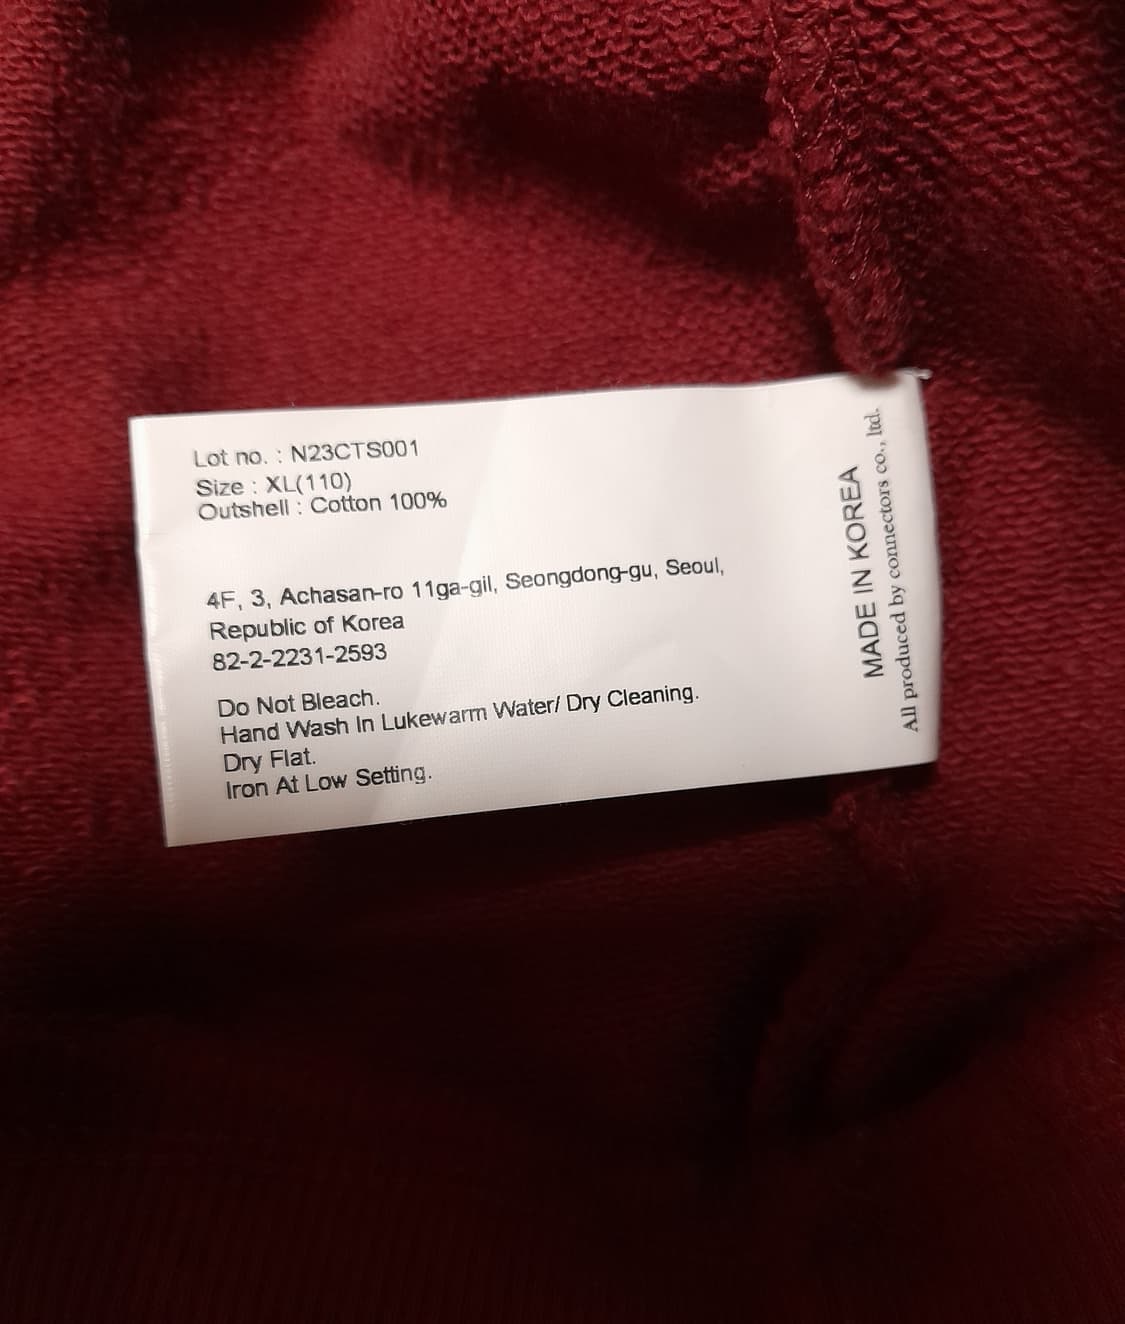 Lot no. : N23CTS001
Size : XL(110)
Outshell : Cotton 100%
4F, 3, Achasan-ro 11ga-gil, Seongdong-gu, Seoul,
Republic of Korea
82-2-2231-2593
Do Not Bleach.
Hand Wash In Lukewarm Water/ Dry Cleaning.
Dry Flat.
Iron At Low Setting.
MADE IN KOREA
All produced by connectors co., ltd.